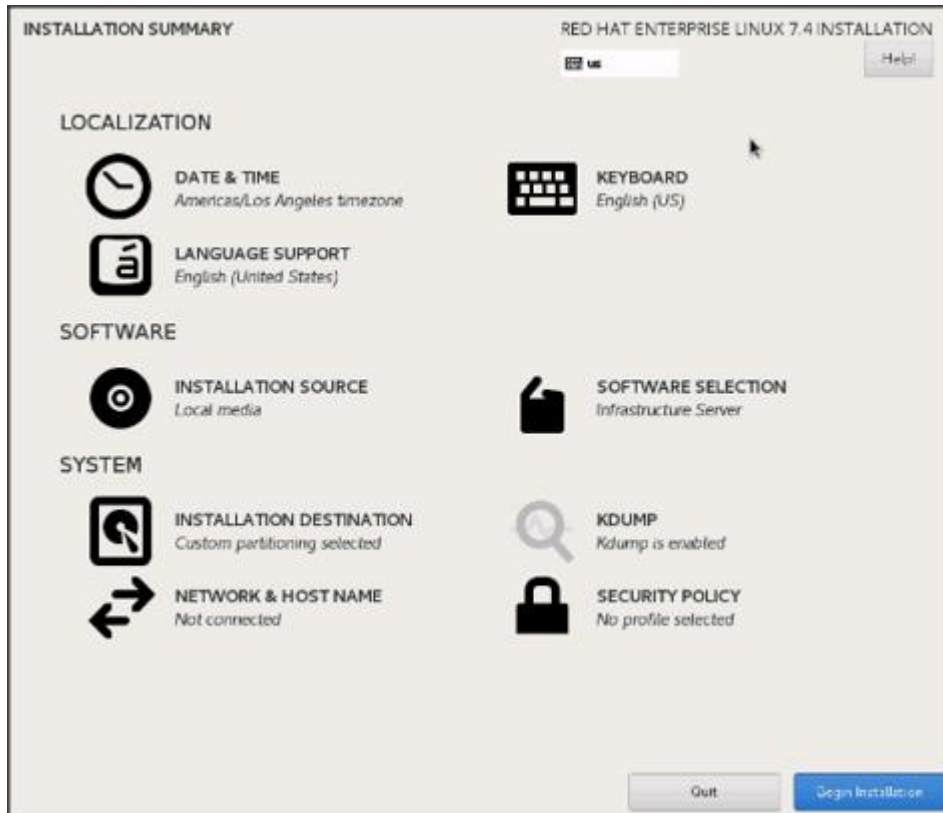 INSTALLATION SUMMARY
RED HAT ENTERPRISE LINUX 7.4 INSTALLATION
us
Help!
LOCALIZATION
DATE & TIME
Americas/Los Angeles timezone
KEYBOARD
English (US)
á
LANGUAGE SUPPORT
English (United States)
SOFTWARE
INSTALLATION SOURCE
Local media
SOFTWARE SELECTION
Infrastructure Server
SYSTEM
INSTALLATION DESTINATION
Custom partitioning selected
KDUMP
Kdump is enabled
NETWORK & HOST NAME
Not connected
SECURITY POLICY
No profile selected
Quit
Begin Installation